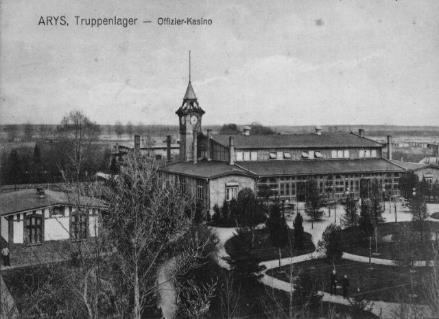 ARYS, Truppenlager — Offizier-Kasino